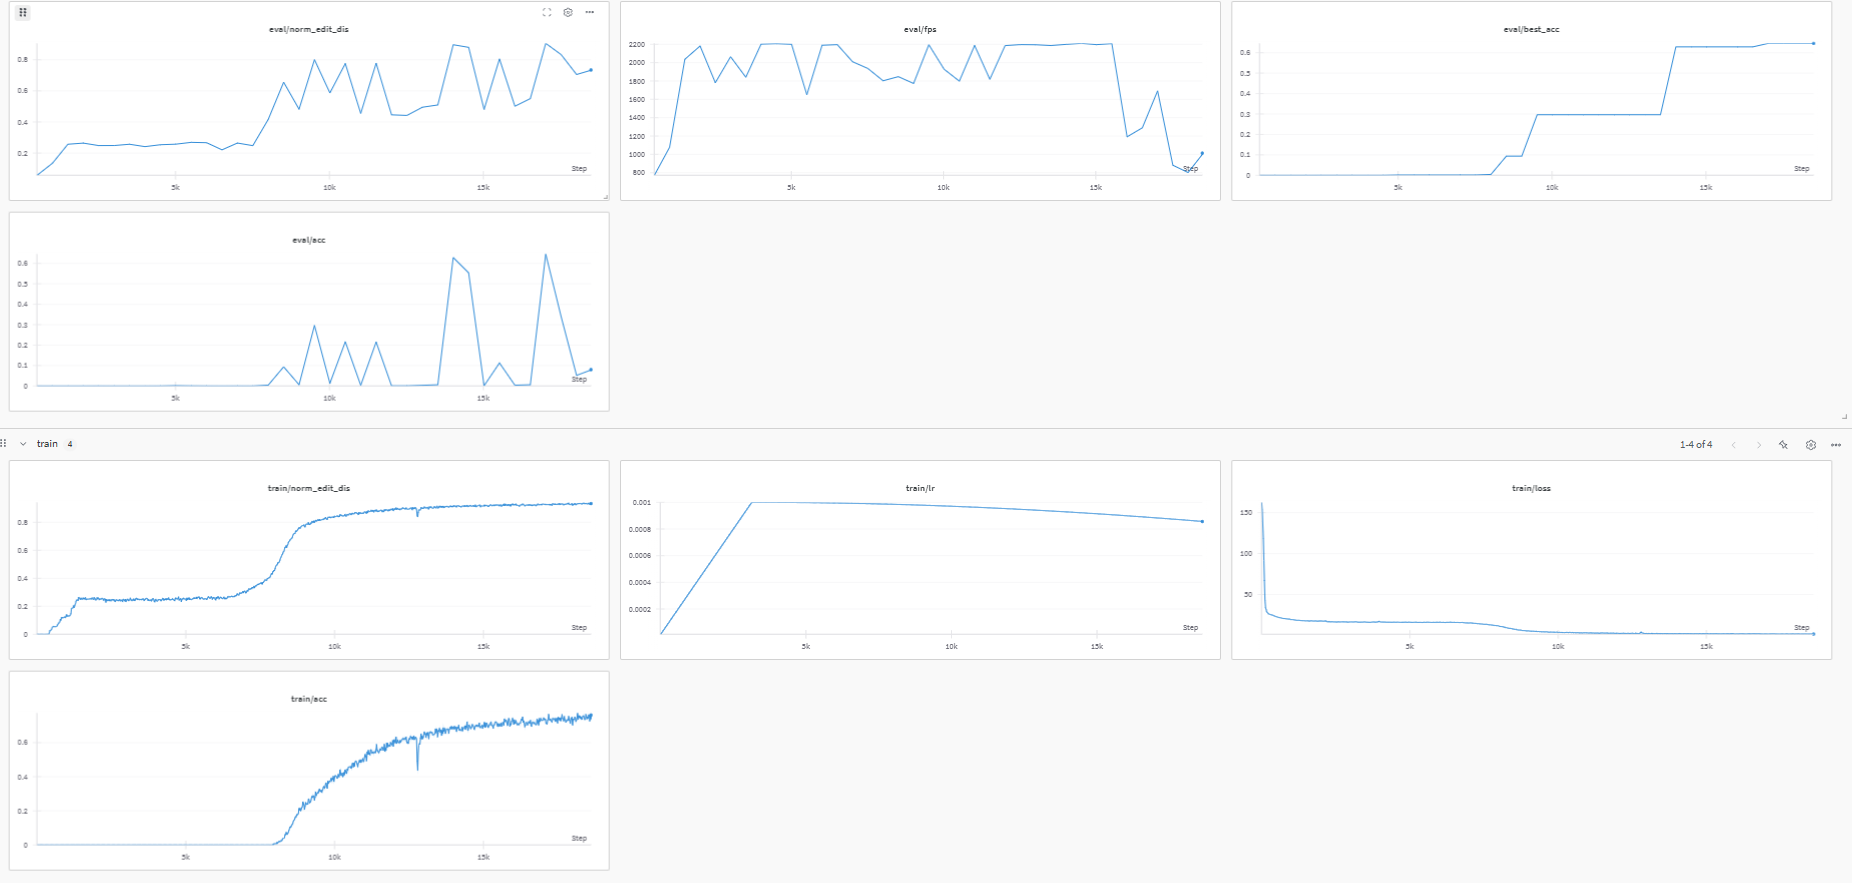 eval/norm_edit_dis
0.8
0.6
0.4
0.2
Step
5k
10k
15k
eval/fps
2200
2000
1800
1600
1400
1200
1000
800
Step
5k
10k
15k
eval/best_acc
0.6
0.5
0.4
0.3
0.2
0.1
0
Step
5k
10k
15k
eval/acc
0.6
0.5
0.4
0.3
0.2
0.1
0
Step
5k
10k
15k
train 4
1-4 of 4
train/norm_edit_dis
0.8
0.6
0.4
0.2
0
Step
5k
10k
15k
train/lr
0.001
0.0008
0.0006
0.0004
0.0002
Step
5k
10k
15k
train/loss
150
100
50
Step
5k
10k
15k
train/acc
0.6
0.4
0.2
0
Step
5k
10k
15k